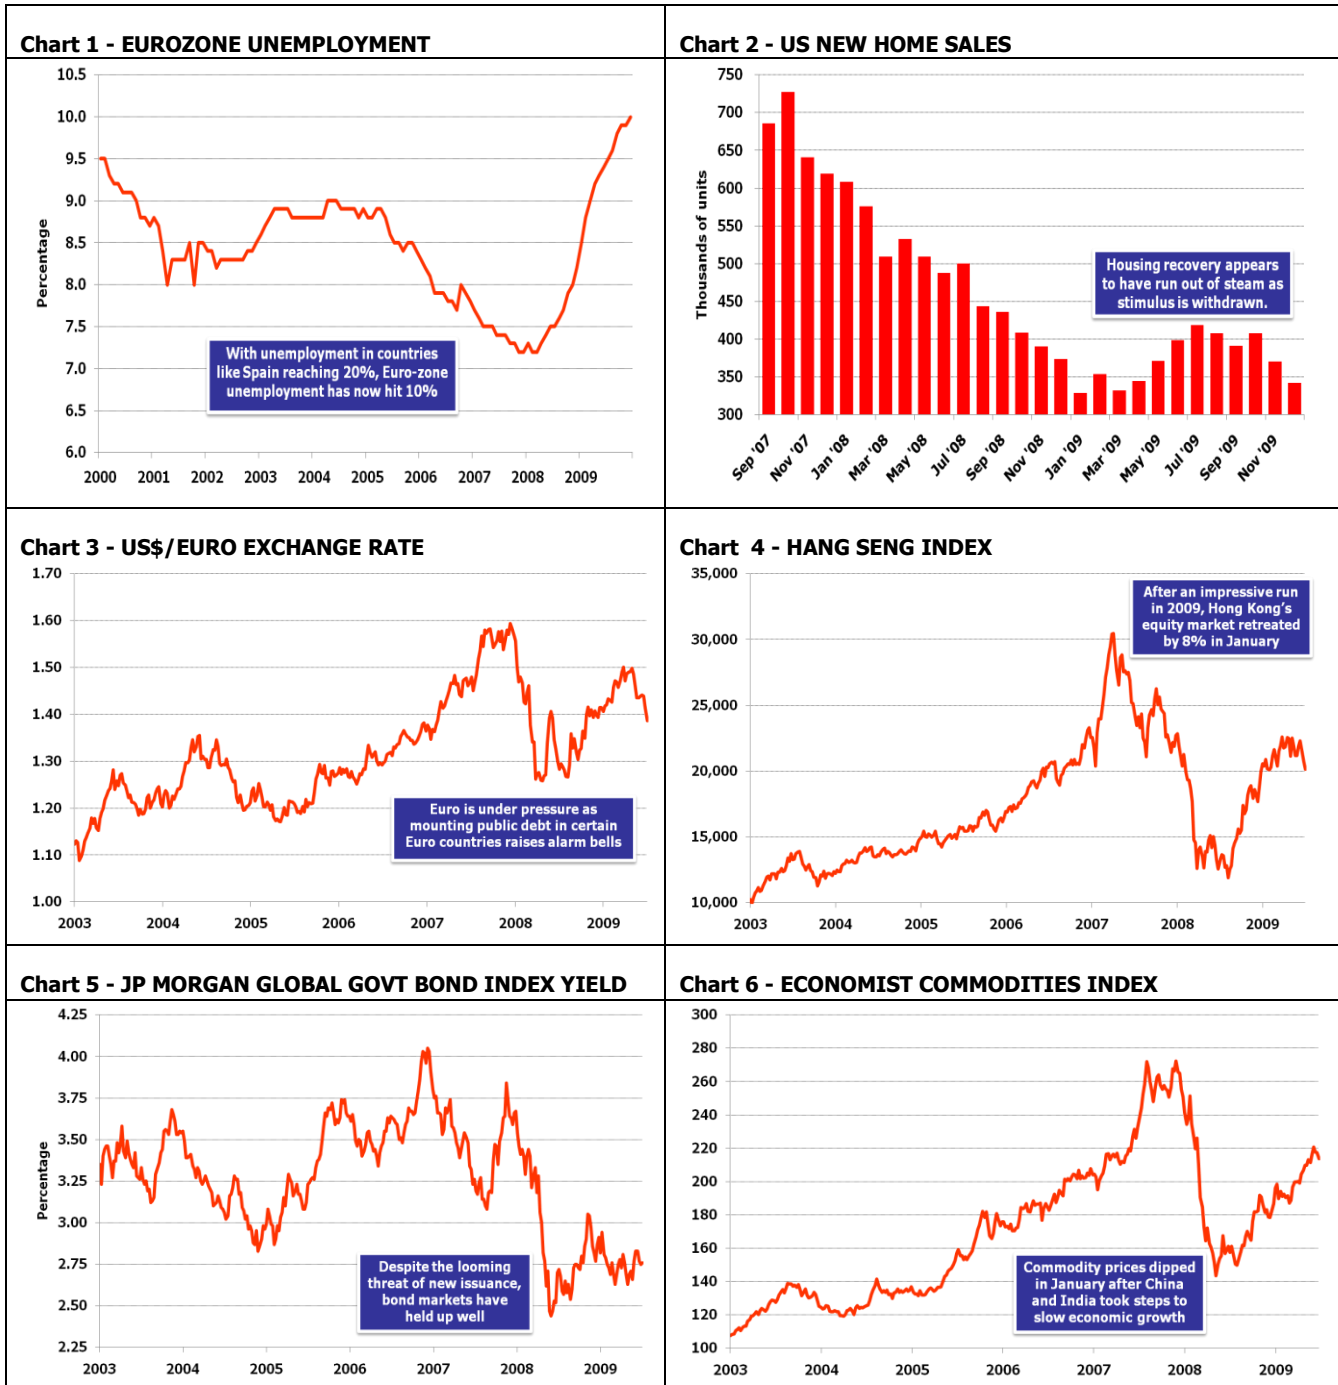 Chart 1 - EUROZONE UNEMPLOYMENT
10.5
10.0
9.5
9.0
8.5
8.0
7.5
7.0
6.5
6.0
Percentage
With unemployment in countries
like Spain reaching 20%, Euro-zone
unemployment has now hit 10%
2000 2001 2002 2003 2004 2005 2006 2007 2008 2009
Chart 2 - US NEW HOME SALES
750
700
650
600
550
500
450
400
350
300
Thousands of units
Housing recovery appears
to have run out of steam as
stimulus is withdrawn.
Sep '07 Nov '07 Jan '08 Mar '08 May '08 Jul '08 Sep '08 Nov '08 Jan '09 Mar '09 May '09 Jul '09 Sep '09 Nov '09
Chart 3 - US$/EURO EXCHANGE RATE
1.70
1.60
1.50
1.40
1.30
1.20
1.10
1.00
Euro is under pressure as
mounting public debt in certain
Euro countries raises alarm bells
2003 2004 2005 2006 2007 2008 2009
Chart 4 - HANG SENG INDEX
35,000
30,000
25,000
20,000
15,000
10,000
After an impressive run
in 2009, Hong Kong's
equity market retreated
by 8% in January
2003 2004 2005 2006 2007 2008 2009
Chart 5 - JP MORGAN GLOBAL GOVT BOND INDEX YIELD
4.25
4.00
3.75
3.50
3.25
3.00
2.75
2.50
2.25
Percentage
Despite the looming
threat of new issuance,
bond markets have
held up well
2003 2004 2005 2006 2007 2008 2009
Chart 6 - ECONOMIST COMMODITIES INDEX
300
280
260
240
220
200
180
160
140
120
100
Commodity prices dipped
in January after China
and India took steps to
slow economic growth
2003 2004 2005 2006 2007 2008 2009